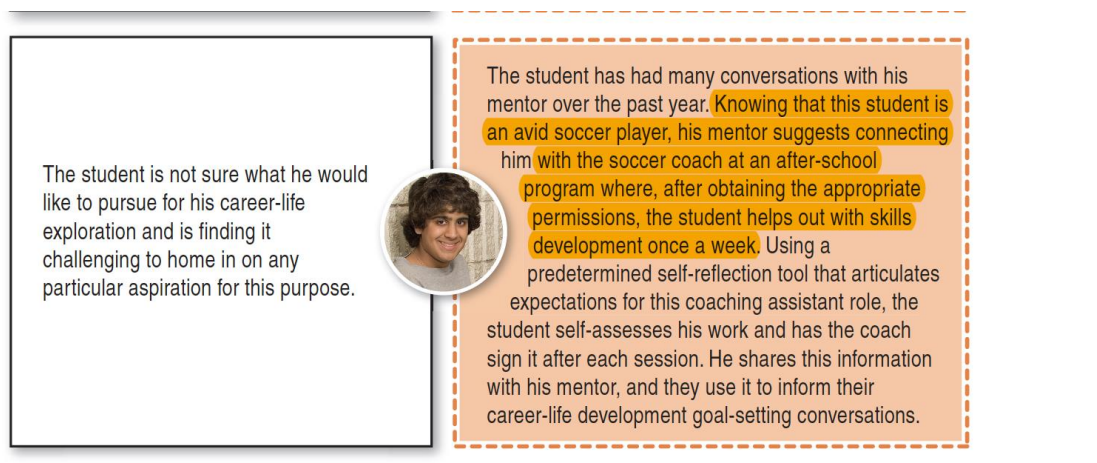 The student is not sure what he would
like to pursue for his career-life
exploration and is finding it
challenging to home in on any
particular aspiration for this purpose.
The student has had many conversations with his
mentor over the past year. Knowing that this student is
an avid soccer player, his mentor suggests connecting
him with the soccer coach at an after-school
program where, after obtaining the appropriate
permissions, the student helps out with skills
development once a week. Using a
predetermined self-reflection tool that articulates
expectations for this coaching assistant role, the
student self-assesses his work and has the coach
sign it after each session. He shares this information
with his mentor, and they use it to inform their
career-life development goal-setting conversations.